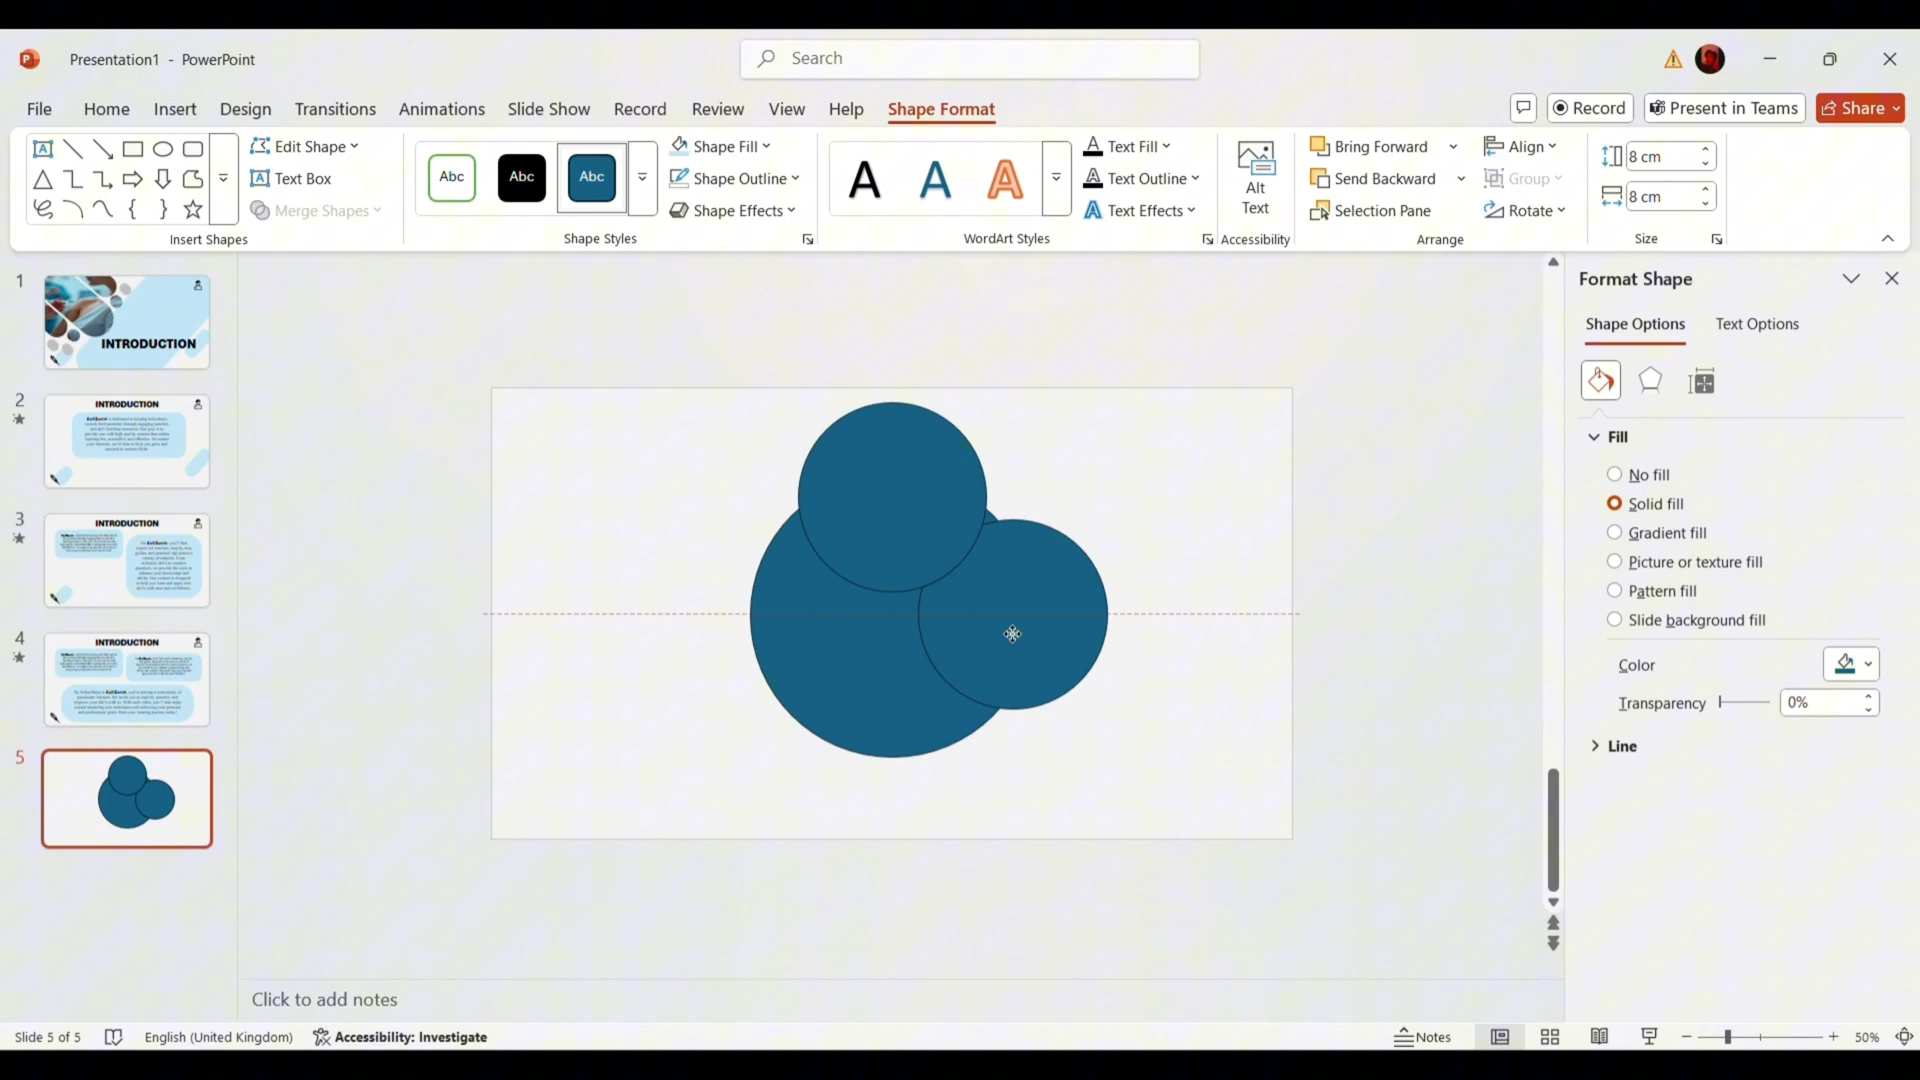 Presentation1 - PowerPoint
Search
File Home Insert Design Transitions Animations Slide Show Record Review View Help Shape Format
Record Present in Teams Share
Edit Shape
Text Box
Merge Shapes
Insert Shapes
Abc Abc Abc
Shape Fill
Shape Outline
Shape Effects
Shape Styles
A A A
WordArt Styles
Text Fill
Text Outline
Text Effects
Alt
Text
Accessibility
Bring Forward
Send Backward
Selection Pane
Align
Group
Rotate
Arrange
8 cm
8 cm
Size
1
INTRODUCTION
2
INTRODUCTION
3
INTRODUCTION
4
INTRODUCTION
5
Format Shape
Shape Options Text Options
Fill
No fill
Solid fill
Gradient fill
Picture or texture fill
Pattern fill
Slide background fill
Color
Transparency 0%
Line
Click to add notes
Slide 5 of 5 English (United Kingdom) Accessibility: Investigate Notes 50%